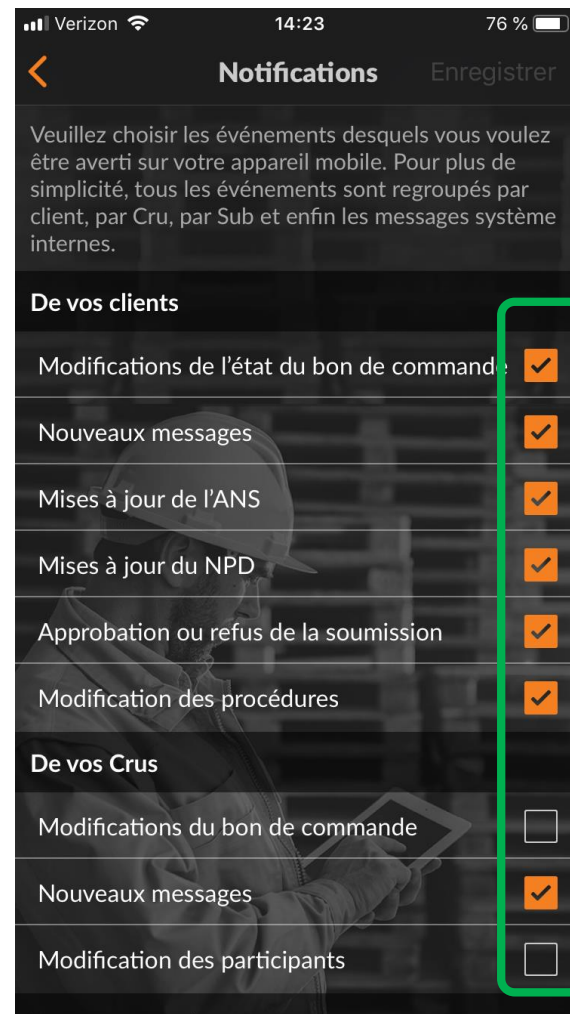 Verizon 14:23 76 %
Notifications Enregistrer
Veuillez choisir les événements desquels vous voulez
être averti sur votre appareil mobile. Pour plus de
simplicité, tous les événements sont regroupés par
client, par Cru, par Sub et enfin les messages système
internes.
De vos clients
Modifications de l’état du bon de commande
Nouveaux messages
Mises à jour de l’ANS
Mises à jour du NPD
Approbation ou refus de la soumission
Modification des procédures
De vos Crus
Modifications du bon de commande
Nouveaux messages
Modification des participants